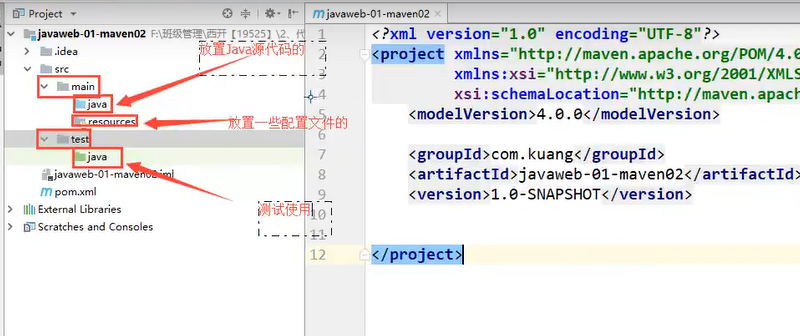 Project
javaweb-01-maven02 F:\班级管理\西开【19525】\2、代
放置Java源代码的
.idea
src
main
java
resources
放置一些配置文件的
test
java
javaweb-01-maven02.iml
pom.xml
测试使用
External Libraries
Scratches and Consoles
javaweb-01-maven02
1 <?xml version="1.0" encoding="UTF-8"?>
2 <project xmlns="http://maven.apache.org/POM/4.0
3 xmlns:xsi="http://www.w3.org/2001/XMLS
4 xsi:schemaLocation="http://maven.apach
5 <modelVersion>4.0.0</modelVersion>
6
7 <groupId>com.kuang</groupId>
8 <artifactId>javaweb-01-maven02</artifactId>
9 <version>1.0-SNAPSHOT</version>
10
11
12 </project>